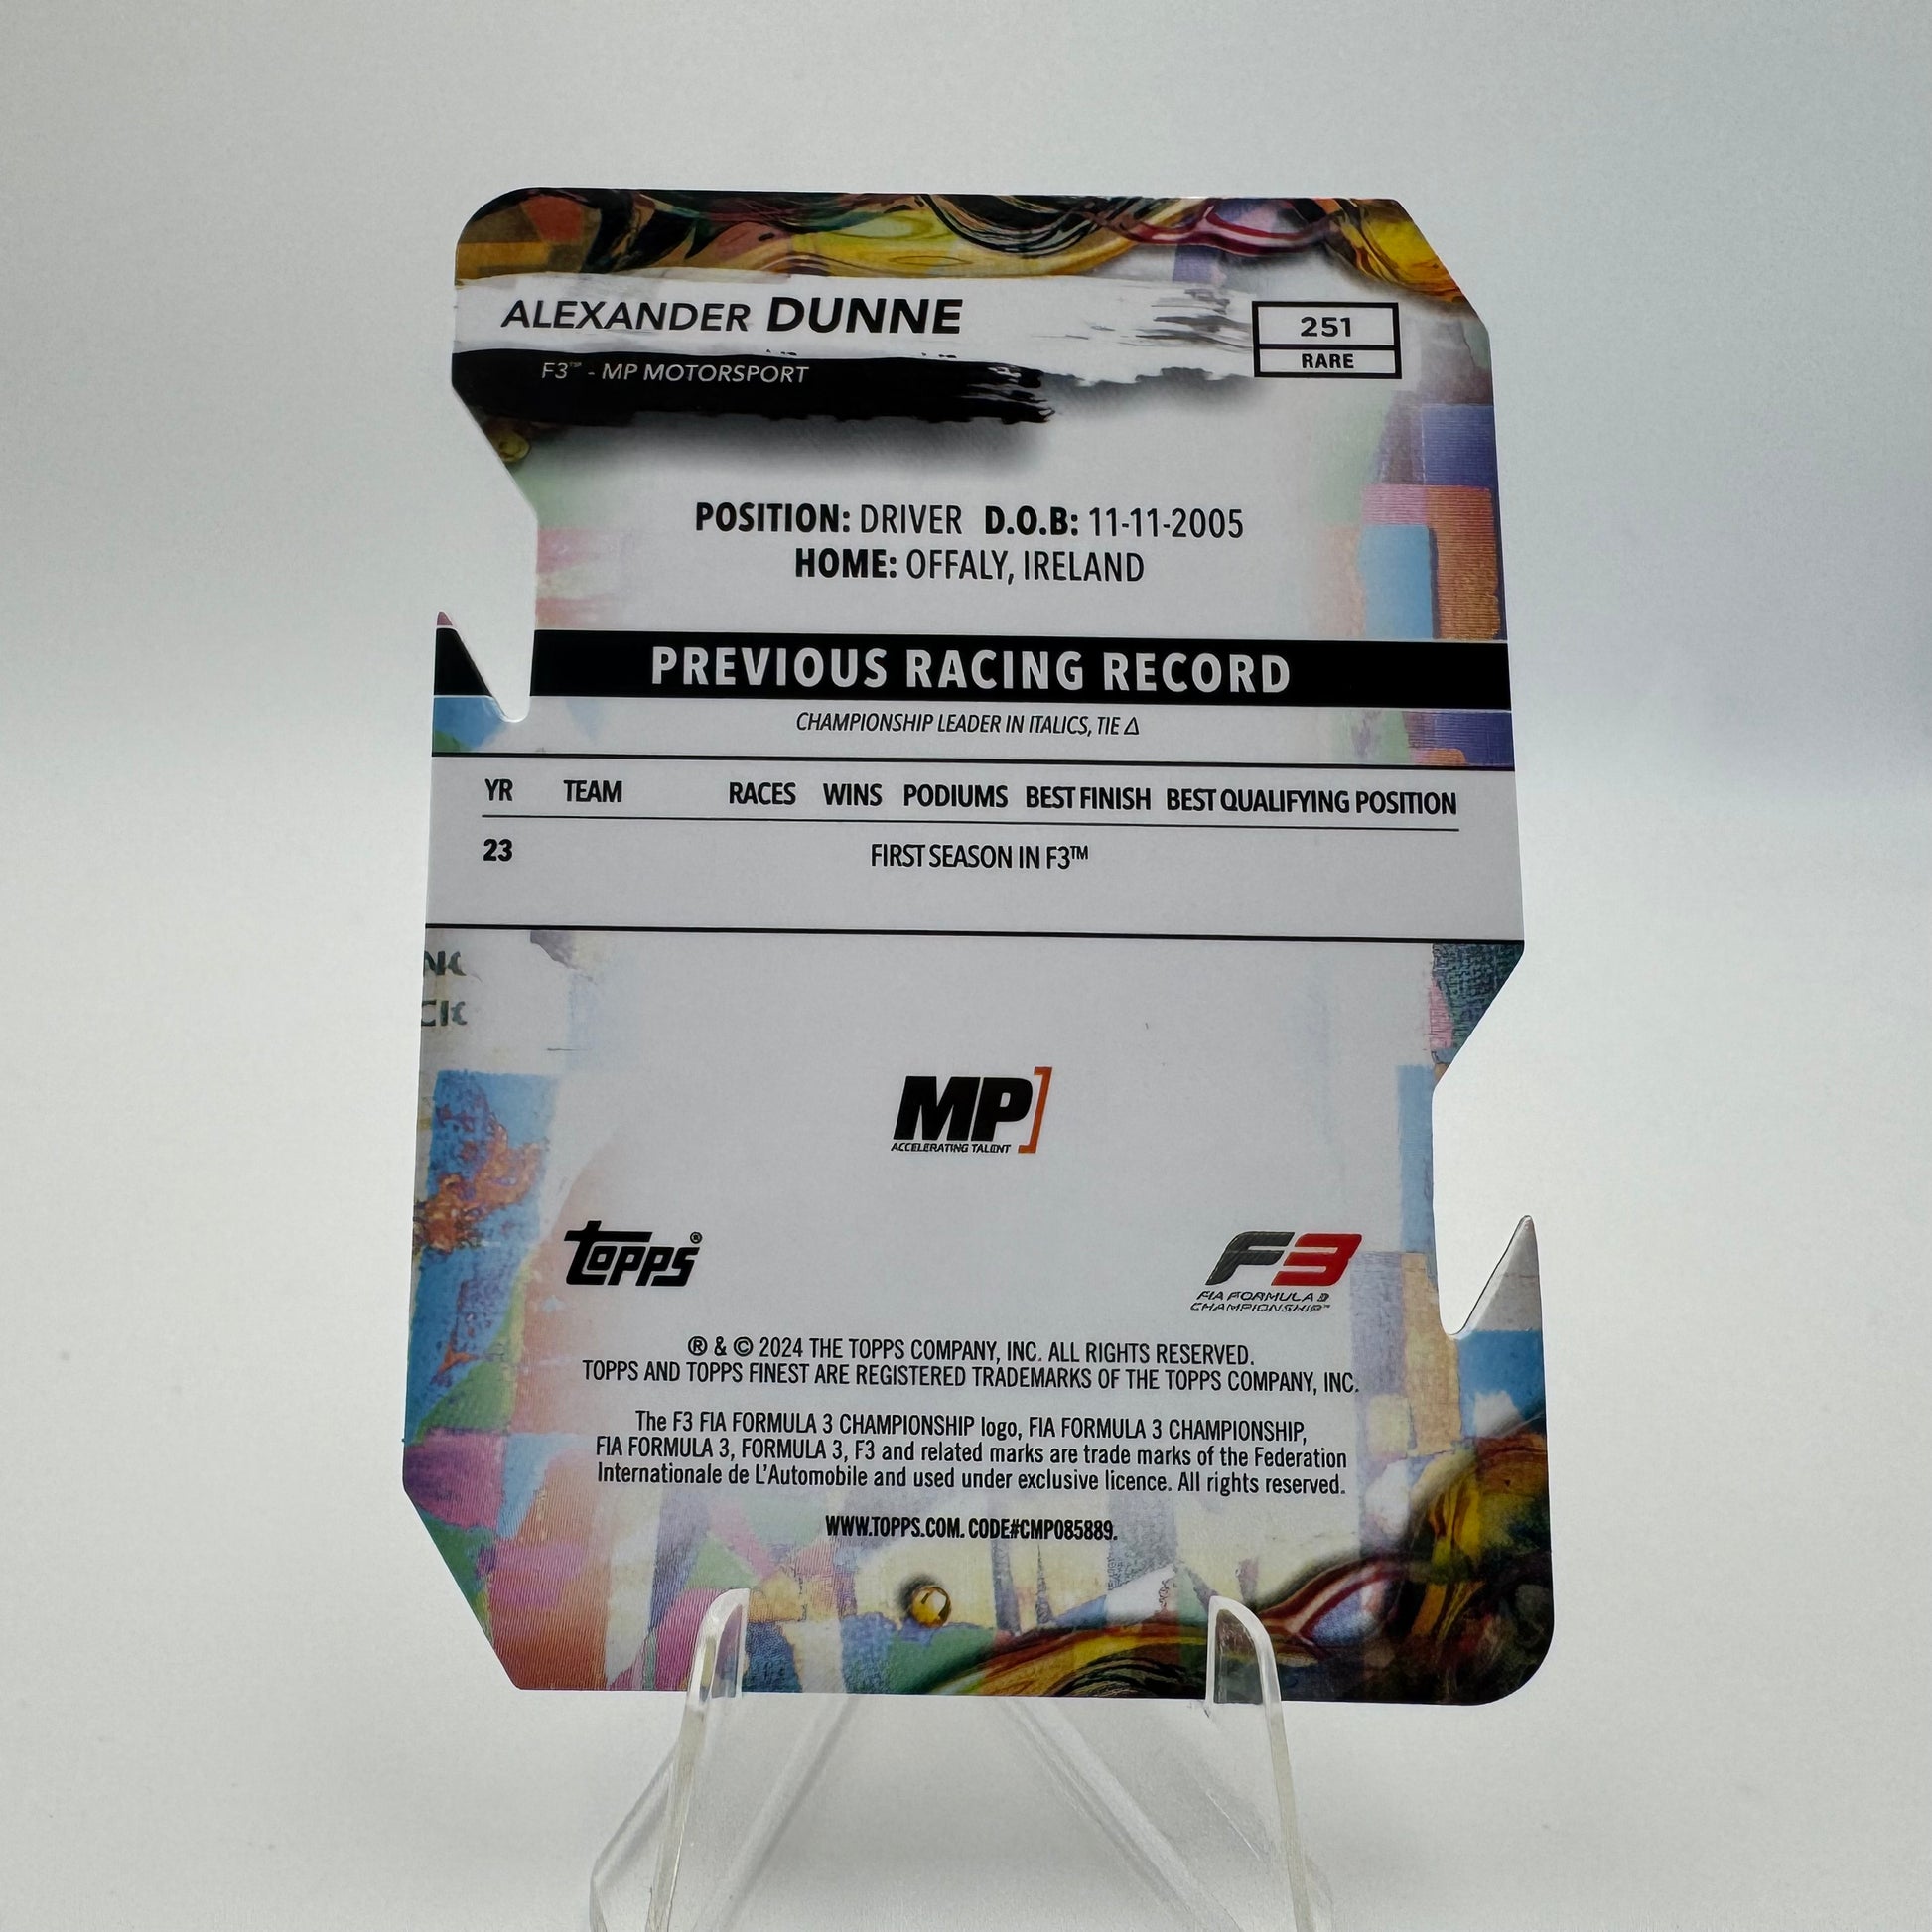 ALEXANDER DUNNE
251
RARE
F3™ - MP MOTORSPORT
POSITION: DRIVER D.O.B: 11-11-2005
HOME: OFFALY, IRELAND
PREVIOUS RACING RECORD
CHAMPIONSHIP LEADER IN ITALICS, TIE Δ
YR TEAM RACES WINS PODIUMS BEST FINISH BEST QUALIFYING POSITION
23 FIRST SEASON IN F3™
MP]
ACCELERATING TALENT
topps®
F3
FIA FORMULA 3
CHAMPIONSHIP™
® & © 2024 THE TOPPS COMPANY, INC. ALL RIGHTS RESERVED.
TOPPS AND TOPPS FINEST ARE REGISTERED TRADEMARKS OF THE TOPPS COMPANY, INC.
The F3 FIA FORMULA 3 CHAMPIONSHIP logo, FIA FORMULA 3 CHAMPIONSHIP,
FIA FORMULA 3, FORMULA 3, F3 and related marks are trade marks of the Federation
Internationale de L'Automobile and used under exclusive licence. All rights reserved.
WWW.TOPPS.COM. CODE#CMP085889.